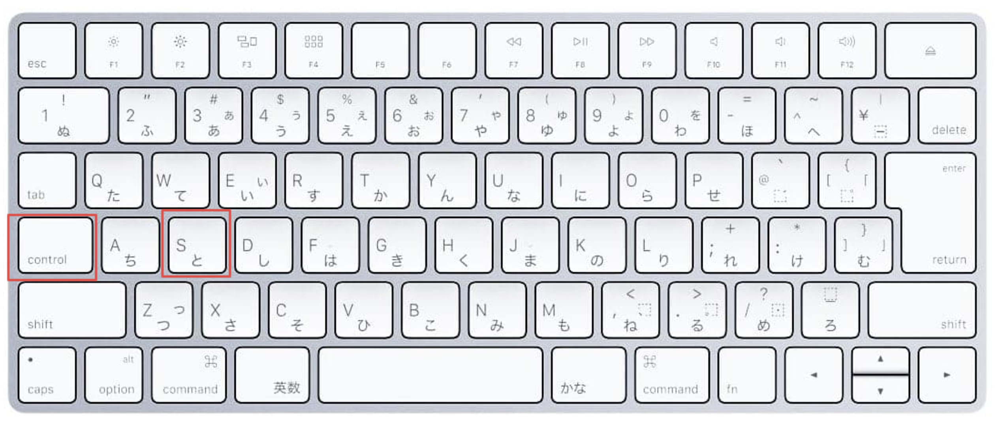 esc F1 F2 F3 F4 F5 F6 F7 F8 F9 F10 F11 F12
! " # $ % & ' ( ) = ~ |
1 2 3 あ 4 ぅ 5 ぇ 6 ぉ 7 ゃ 8 ゅ 9 ょ 0 を - ^ ¥
ぬ ふ あ う え お や ゆ よ わ ほ へ ー delete
` { enter
Q W E ぃ R T Y U I O P @ [ 「
tab た て い す か ん な に ら せ ゛ ゜
+ * }
A S D F G H J K L ; : ] 」
control ち と し は き く ま の り れ け む return
< > ? _
Z っ X C V B N M , 、 . 。 / ・
shift つ さ そ ひ こ み も ね る め ろ shift
alt ⌘ ⌘
caps option command 英数 かな command fn